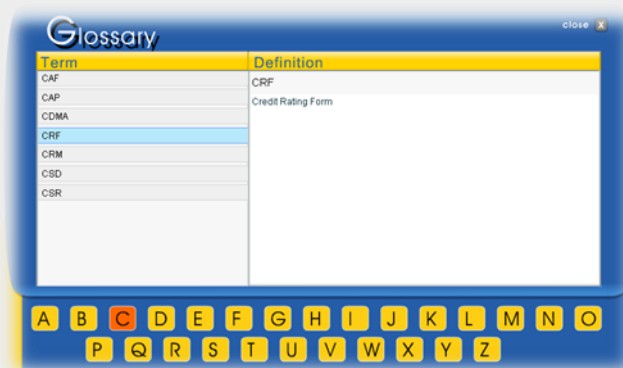 Glossary
close X
Term
Definition
CAF
CAP
CDMA
CRF
CRM
CSD
CSR
CRF
Credit Rating Form
A B C D E F G H I J K L M N O
P Q R S T U V W X Y Z